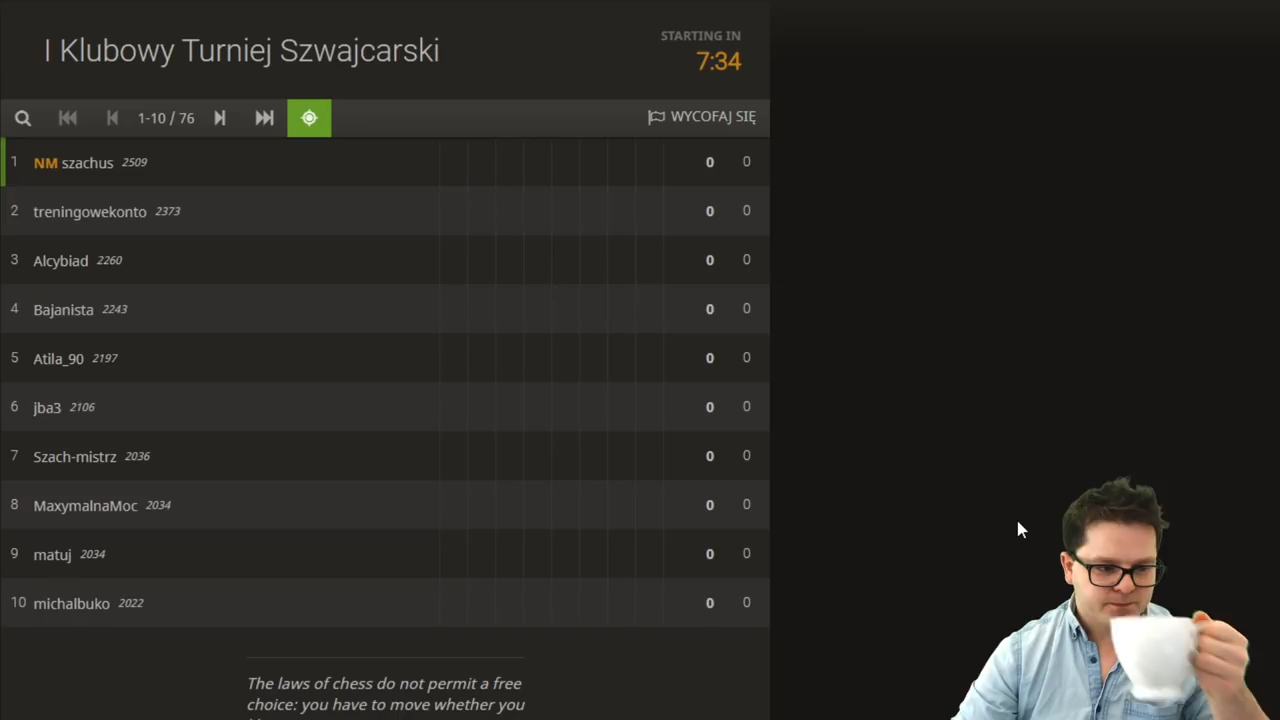 I Klubowy Turniej Szwajcarski
STARTING IN
7:34
1-10 / 76
WYCOFAJ SIĘ
1 NM szachus 2509 0 0
2 treningowekonto 2373 0 0
3 Alcybiad 2260 0 0
4 Bajanista 2243 0 0
5 Atila_90 2197 0 0
6 jba3 2106 0 0
7 Szach-mistrz 2036 0 0
8 MaxymalnaMoc 2034 0 0
9 matuj 2034 0 0
10 michalbuko 2022 0 0
The laws of chess do not permit a free
choice: you have to move whether you